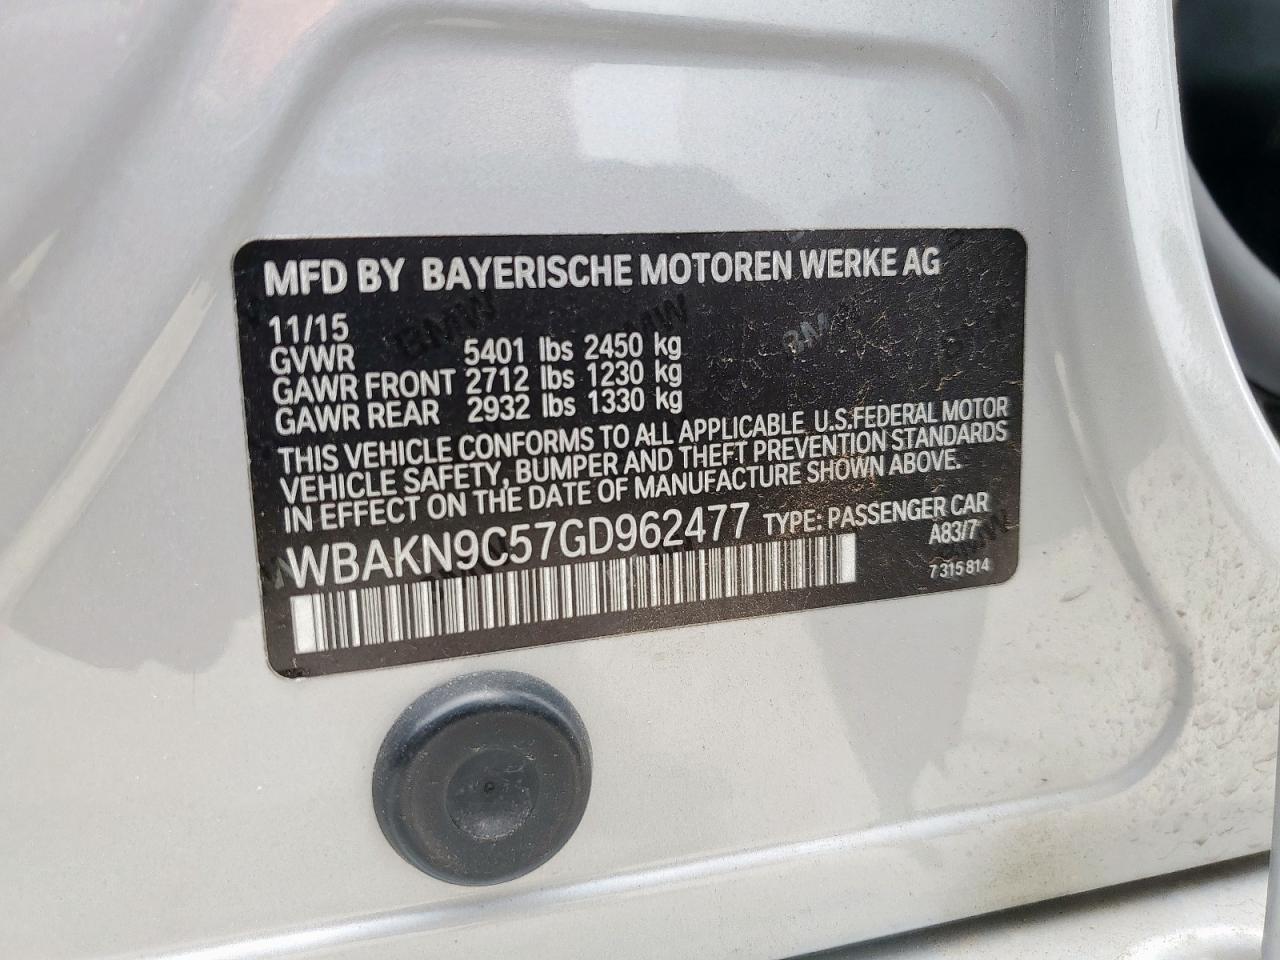 MFD BY BAYERISCHE MOTOREN WERKE AG
11/15
GVWR 5401 lbs 2450 kg
GAWR FRONT 2712 lbs 1230 kg
GAWR REAR 2932 lbs 1330 kg
THIS VEHICLE CONFORMS TO ALL APPLICABLE U.S.FEDERAL MOTOR
VEHICLE SAFETY, BUMPER AND THEFT PREVENTION STANDARDS
IN EFFECT ON THE DATE OF MANUFACTURE SHOWN ABOVE.
WBAKN9C57GD962477 TYPE: PASSENGER CAR
A83/7
7 315 814